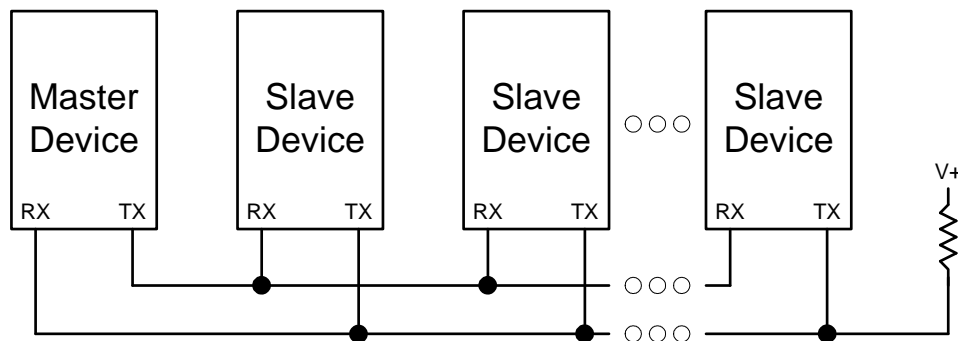 Master
Device
Slave
Device
Slave
Device
Slave
Device
RX TX
RX TX
RX TX
RX TX
V+